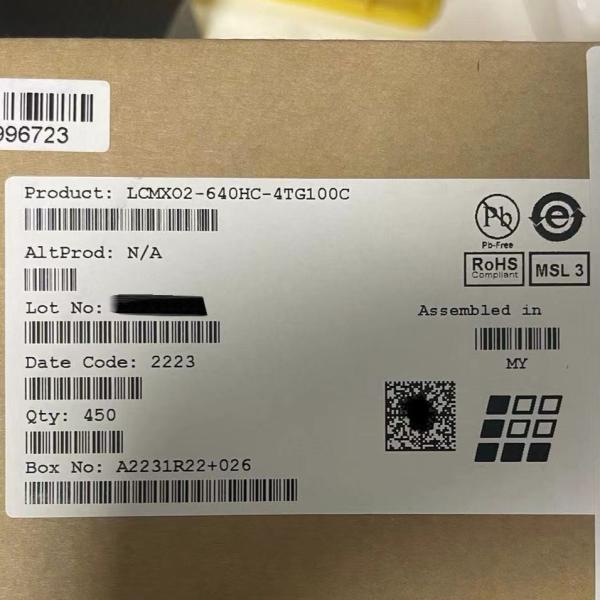 996723
Product: LCMXO2-640HC-4TG100C
AltProd: N/A
Lot No:
Date Code: 2223
Qty: 450
Box No: A2231R22+026
Pb
Pb-Free
e
RoHS
Compliant
MSL 3
Assembled in
MY